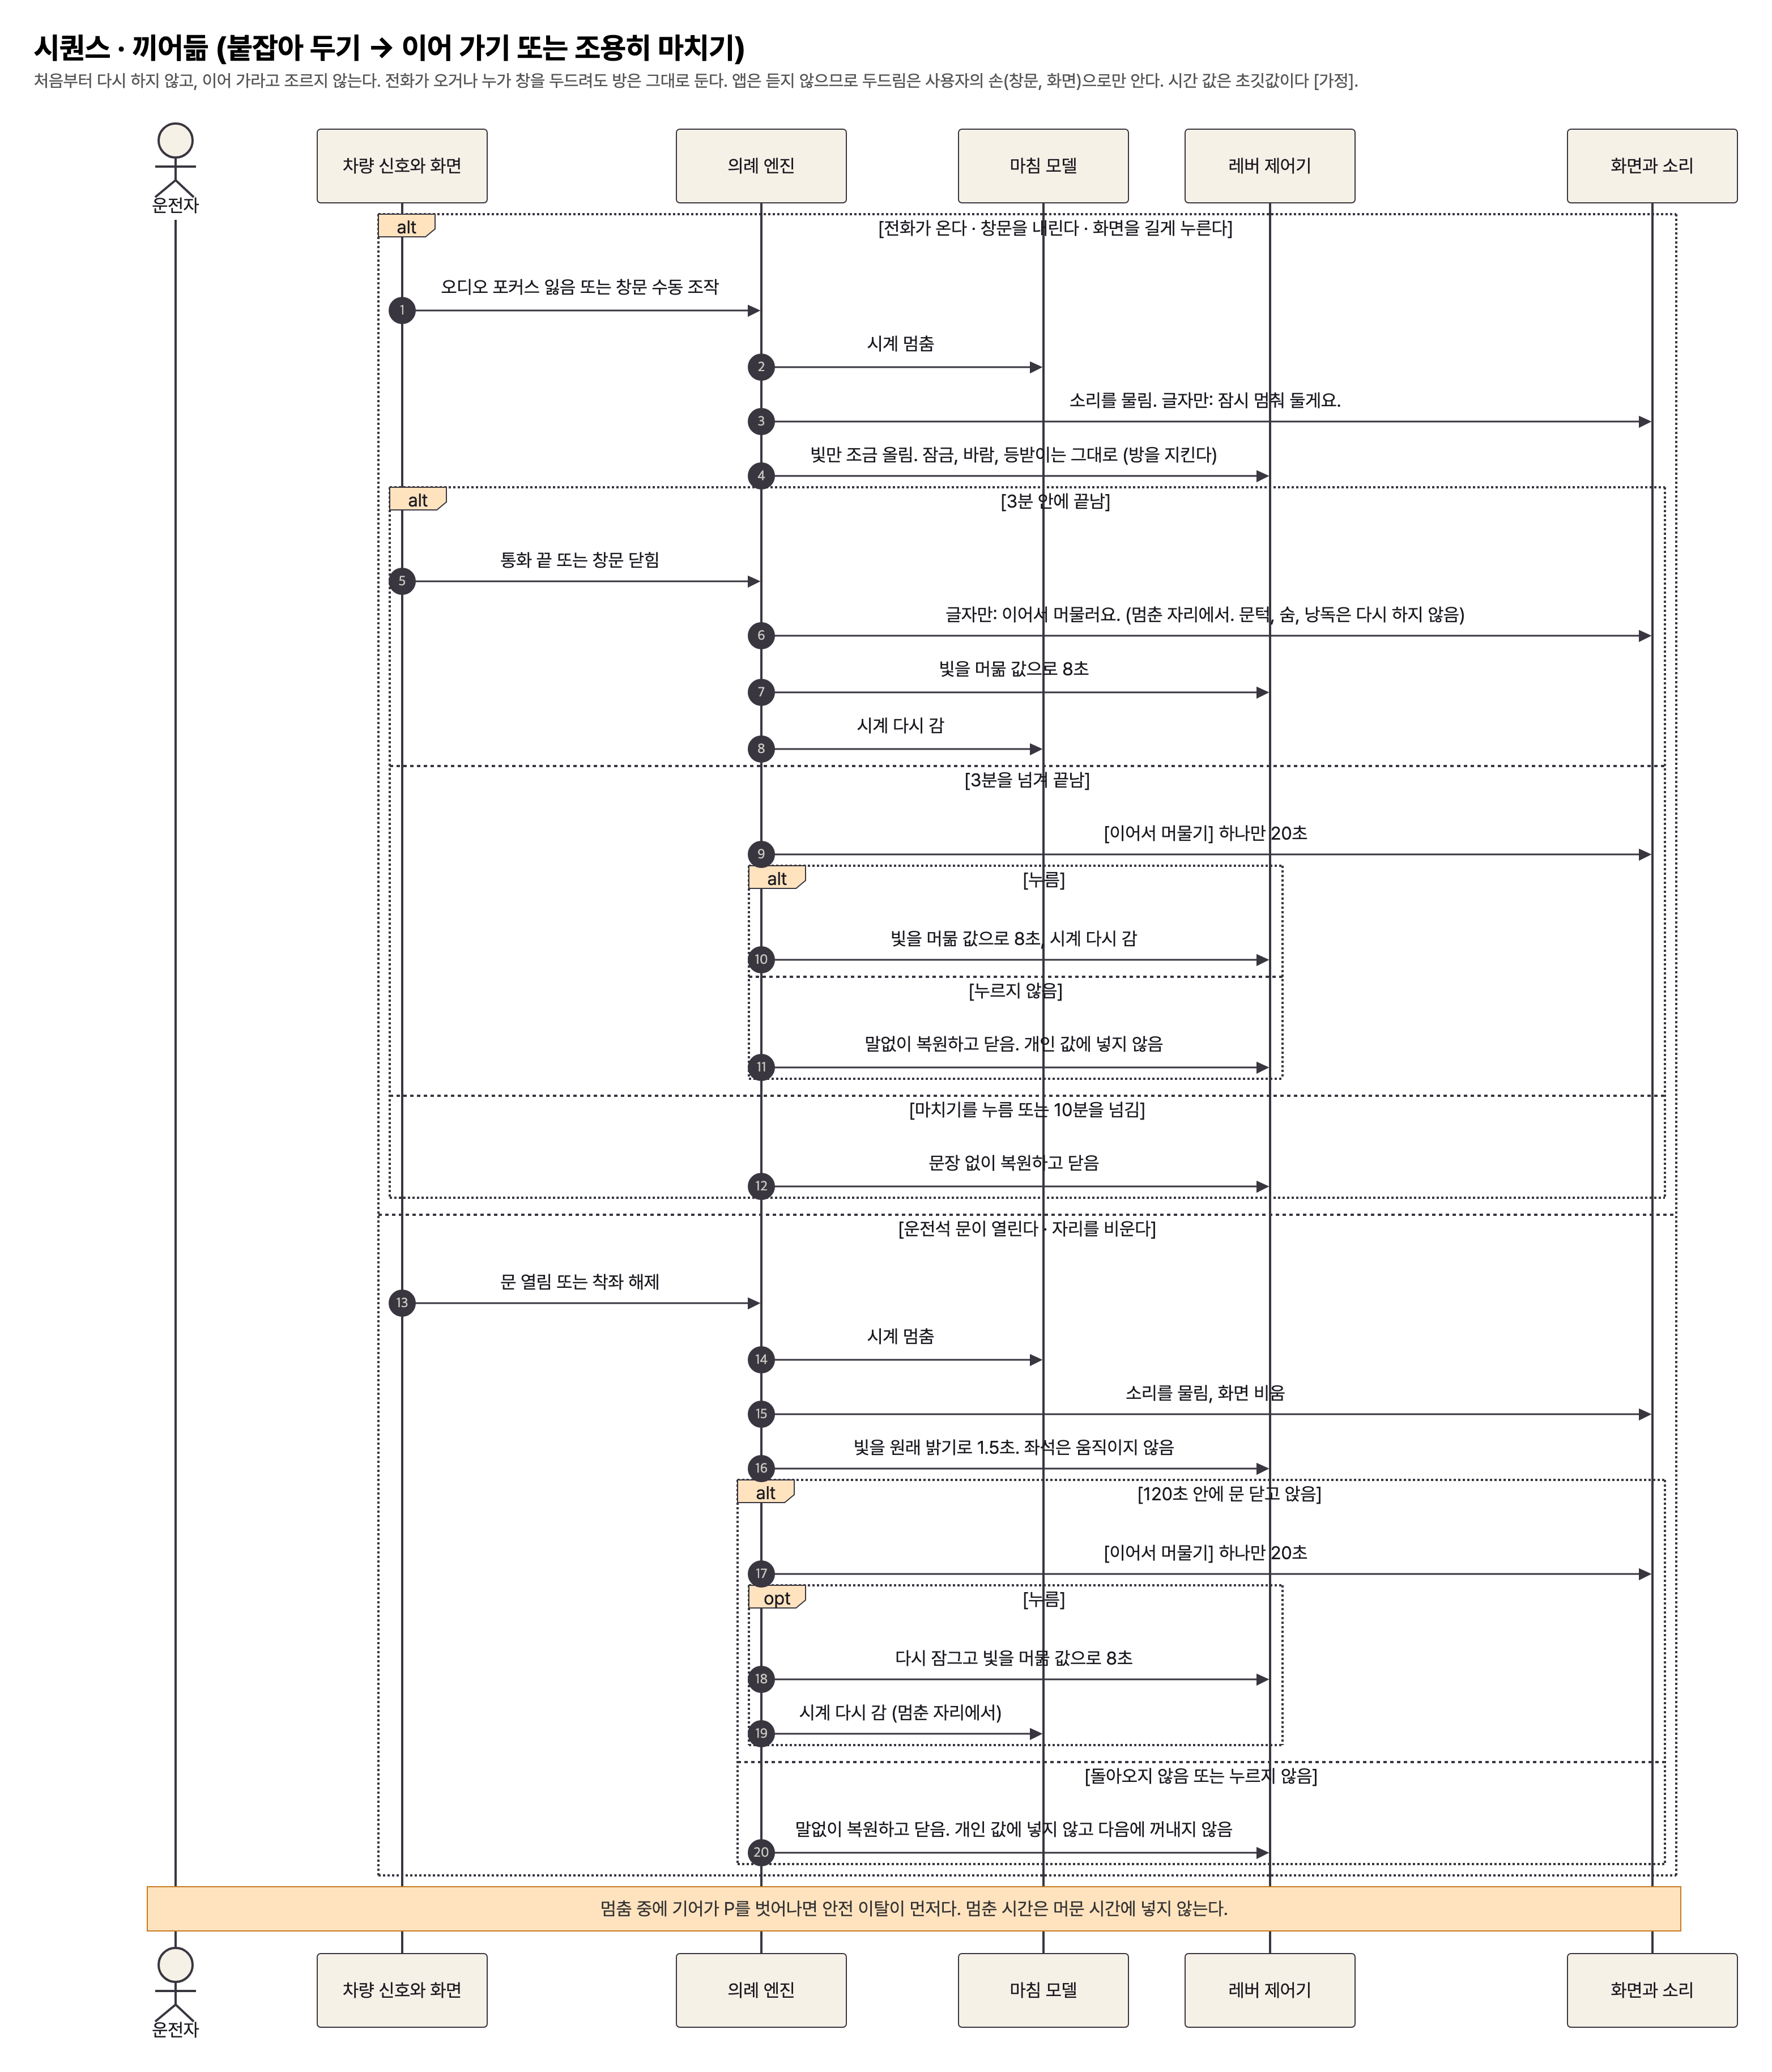 시퀀스 · 끼어듦 (붙잡아 두기 → 이어 가기 또는 조용히 마치기)
처음부터 다시 하지 않고, 이어 가라고 조르지 않는다. 전화가 오거나 누가 창을 두드려도 방은 그대로 둔다. 앱은 듣지 않으므로 두드림은 사용자의 손(창문, 화면)으로만 안다. 시간 값은 초깃값이다 [가정].
운전자
차량 신호와 화면
의례 엔진
마침 모델
레버 제어기
화면과 소리
alt
[전화가 온다 · 창문을 내린다 · 화면을 길게 누른다]
오디오 포커스 잃음 또는 창문 수동 조작
1
시계 멈춤
2
소리를 물림. 글자만: 잠시 멈춰 둘게요.
3
빛만 조금 올림. 잠금, 바람, 등받이는 그대로 (방을 지킨다)
4
alt
[3분 안에 끝남]
통화 끝 또는 창문 닫힘
5
글자만: 이어서 머물러요. (멈춘 자리에서. 문턱, 숨, 낭독은 다시 하지 않음)
6
빛을 머묾 값으로 8초
7
시계 다시 감
8
[3분을 넘겨 끝남]
[이어서 머물기] 하나만 20초
9
alt
[누름]
빛을 머묾 값으로 8초, 시계 다시 감
10
[누르지 않음]
말없이 복원하고 닫음. 개인 값에 넣지 않음
11
[마치기를 누름 또는 10분을 넘김]
문장 없이 복원하고 닫음
12
[운전석 문이 열린다 · 자리를 비운다]
문 열림 또는 착좌 해제
13
시계 멈춤
14
소리를 물림, 화면 비움
15
빛을 원래 밝기로 1.5초. 좌석은 움직이지 않음
16
alt
[120초 안에 문 닫고 앉음]
[이어서 머물기] 하나만 20초
17
opt
[누름]
다시 잠그고 빛을 머묾 값으로 8초
18
시계 다시 감 (멈춘 자리에서)
19
[돌아오지 않음 또는 누르지 않음]
말없이 복원하고 닫음. 개인 값에 넣지 않고 다음에 꺼내지 않음
20
멈춤 중에 기어가 P를 벗어나면 안전 이탈이 먼저다. 멈춘 시간은 머문 시간에 넣지 않는다.
운전자
차량 신호와 화면
의례 엔진
마침 모델
레버 제어기
화면과 소리